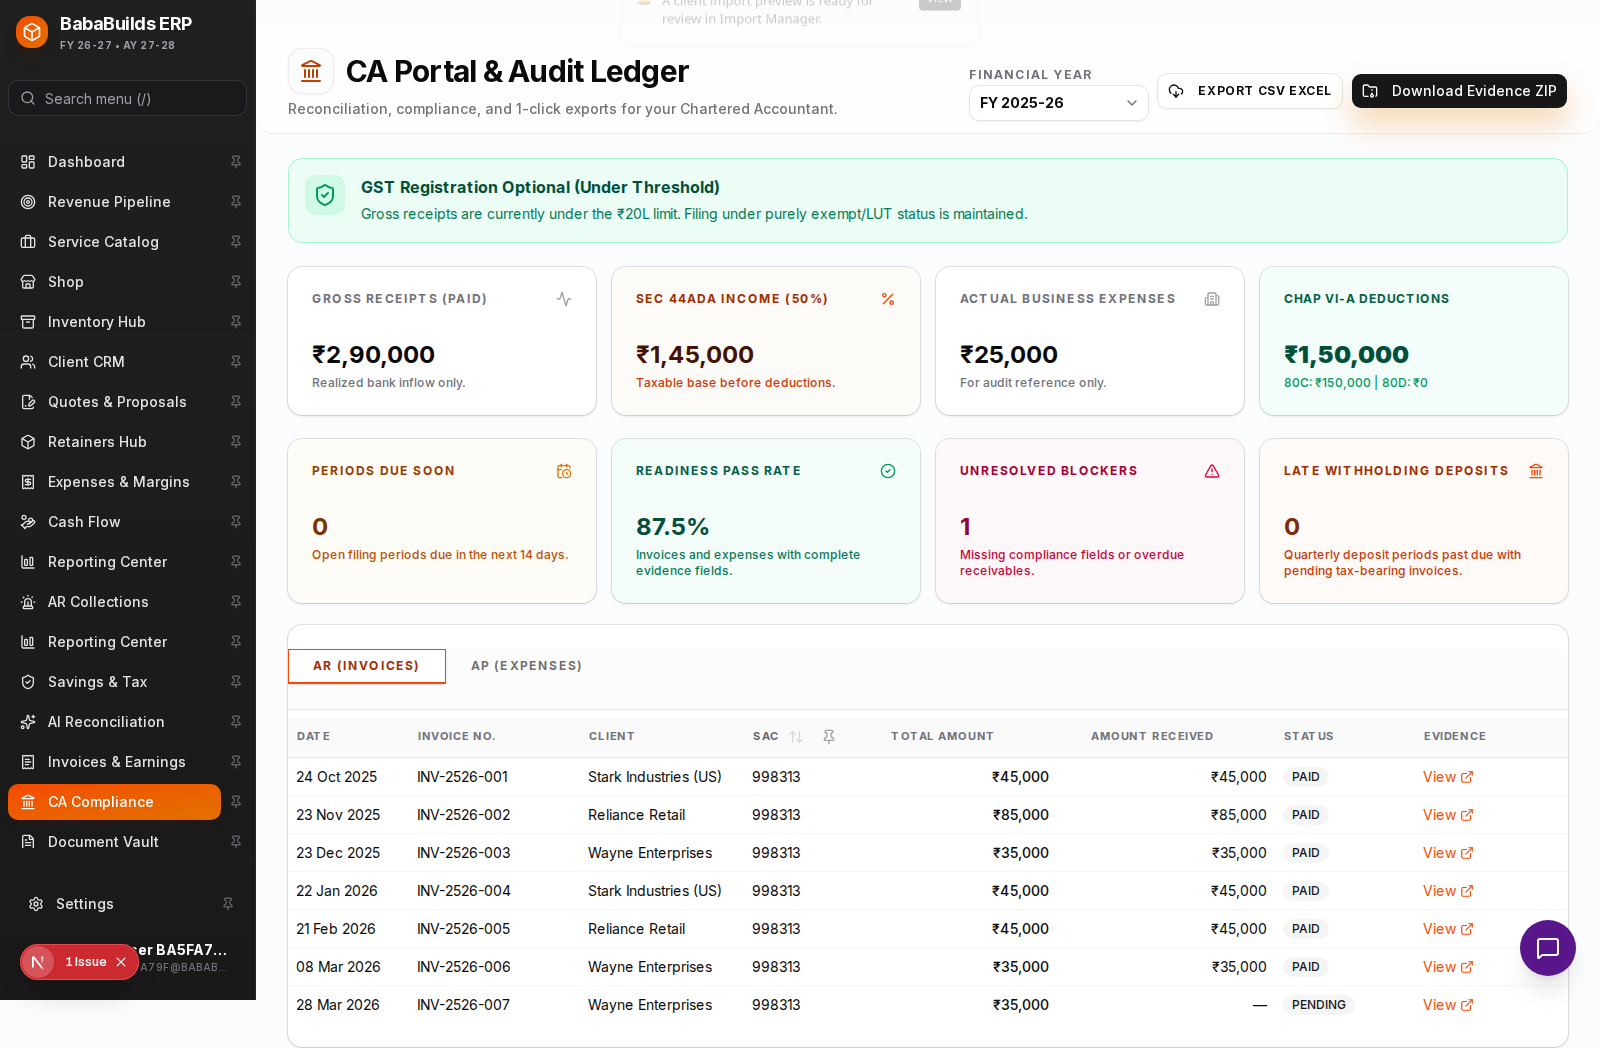 BabaBuilds ERP
FY 26-27 • AY 27-28
Search menu (/)
Dashboard
Revenue Pipeline
Service Catalog
Shop
Inventory Hub
Client CRM
Quotes & Proposals
Retainers Hub
Expenses & Margins
Cash Flow
Reporting Center
AR Collections
Reporting Center
Savings & Tax
AI Reconciliation
Invoices & Earnings
CA Compliance
Document Vault
Settings
ser BA5FA7...
A79F@BABAB...
1 Issue
A client import preview is ready for
review in Import Manager.
View
CA Portal & Audit Ledger
Reconciliation, compliance, and 1-click exports for your Chartered Accountant.
FINANCIAL YEAR
FY 2025-26
EXPORT CSV EXCEL
Download Evidence ZIP
GST Registration Optional (Under Threshold)
Gross receipts are currently under the ₹20L limit. Filing under purely exempt/LUT status is maintained.
GROSS RECEIPTS (PAID)
₹2,90,000
Realized bank inflow only.
SEC 44ADA INCOME (50%)
₹1,45,000
Taxable base before deductions.
ACTUAL BUSINESS EXPENSES
₹25,000
For audit reference only.
CHAP VI-A DEDUCTIONS
₹1,50,000
80C: ₹150,000 | 80D: ₹0
PERIODS DUE SOON
0
Open filing periods due in the next 14 days.
READINESS PASS RATE
87.5%
Invoices and expenses with complete
evidence fields.
UNRESOLVED BLOCKERS
1
Missing compliance fields or overdue
receivables.
LATE WITHHOLDING DEPOSITS
0
Quarterly deposit periods past due with
pending tax-bearing invoices.
AR (INVOICES) AP (EXPENSES)
DATE INVOICE NO. CLIENT SAC TOTAL AMOUNT AMOUNT RECEIVED STATUS EVIDENCE
24 Oct 2025 INV-2526-001 Stark Industries (US) 998313 ₹45,000 ₹45,000 PAID View
23 Nov 2025 INV-2526-002 Reliance Retail 998313 ₹85,000 ₹85,000 PAID View
23 Dec 2025 INV-2526-003 Wayne Enterprises 998313 ₹35,000 ₹35,000 PAID View
22 Jan 2026 INV-2526-004 Stark Industries (US) 998313 ₹45,000 ₹45,000 PAID View
21 Feb 2026 INV-2526-005 Reliance Retail 998313 ₹45,000 ₹45,000 PAID View
08 Mar 2026 INV-2526-006 Wayne Enterprises 998313 ₹35,000 ₹35,000 PAID View
28 Mar 2026 INV-2526-007 Wayne Enterprises 998313 ₹35,000 — PENDING View